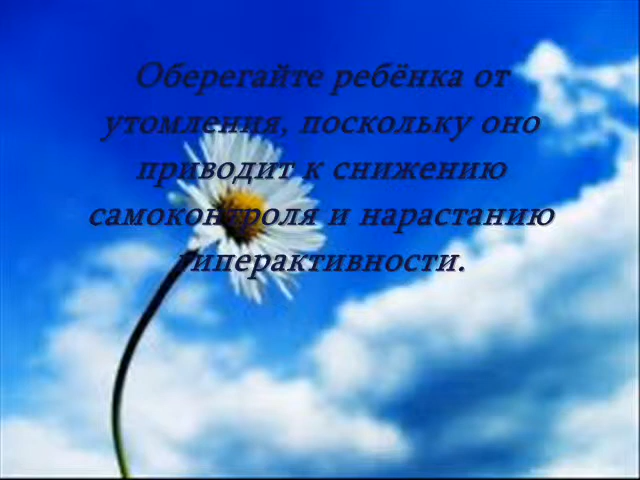 Оберегайте ребёнка от
утомления, поскольку оно
приводит к снижению
самоконтроля и нарастанию
гиперактивности.